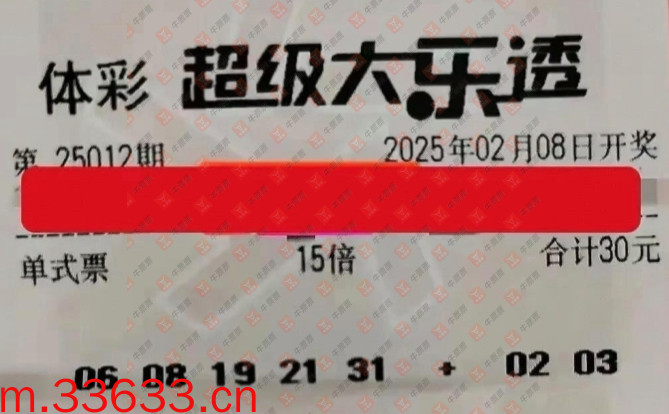 体彩 超级大乐透
第 25012期 2025年02月08日开奖
单式票 15倍 合计30元
06 08 19 21 31 + 02 03
m.33633.cn